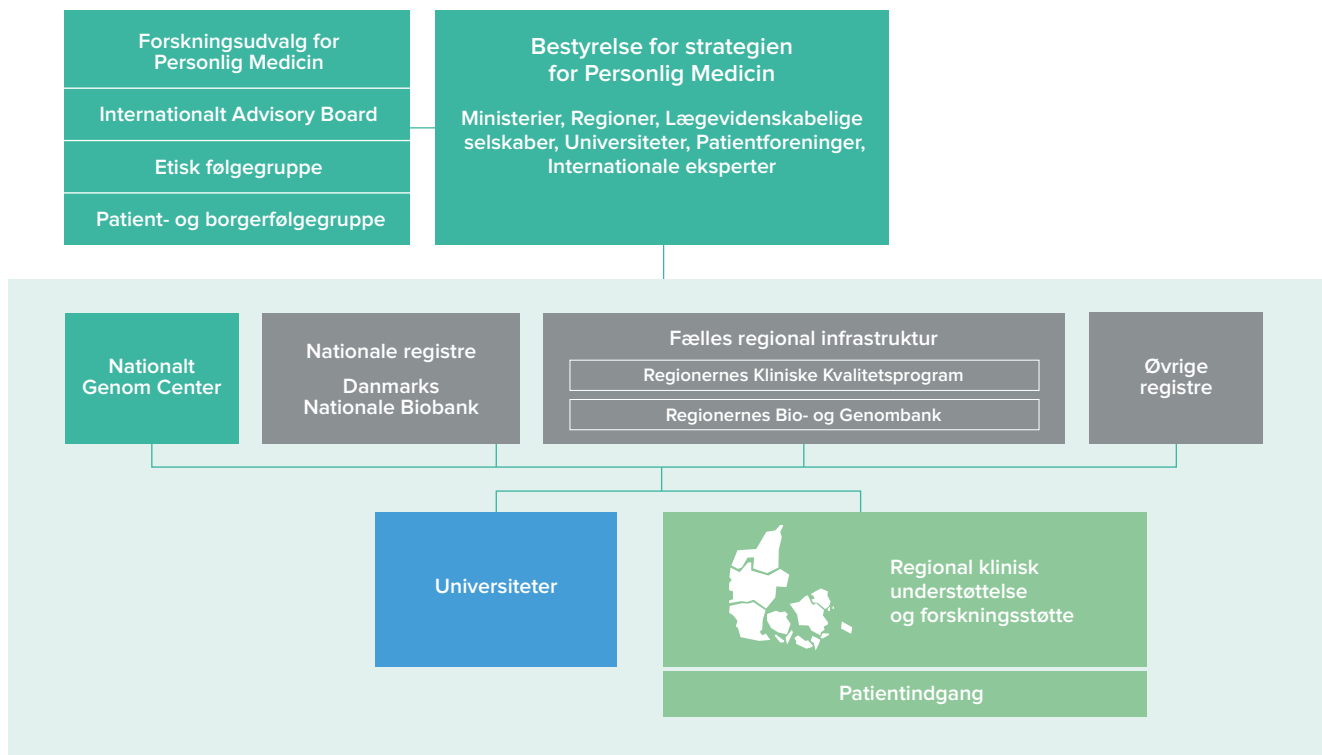 Forskningsudvalg for
Personlig Medicin
Internationalt Advisory Board
Etisk følgegruppe
Patient- og borgerfølgegruppe
Bestyrelse for strategien
for Personlig Medicin
Ministerier, Regioner, Lægevidenskabelige
selskaber, Universiteter, Patientforeninger,
Internationale eksperter
Nationalt
Genom Center
Nationale registre
Danmarks
Nationale Biobank
Fælles regional infrastruktur
Regionernes Kliniske Kvalitetsprogram
Regionernes Bio- og Genombank
Øvrige
registre
Universiteter
Regional klinisk
understøttelse
og forskningsstøtte
Patientindgang